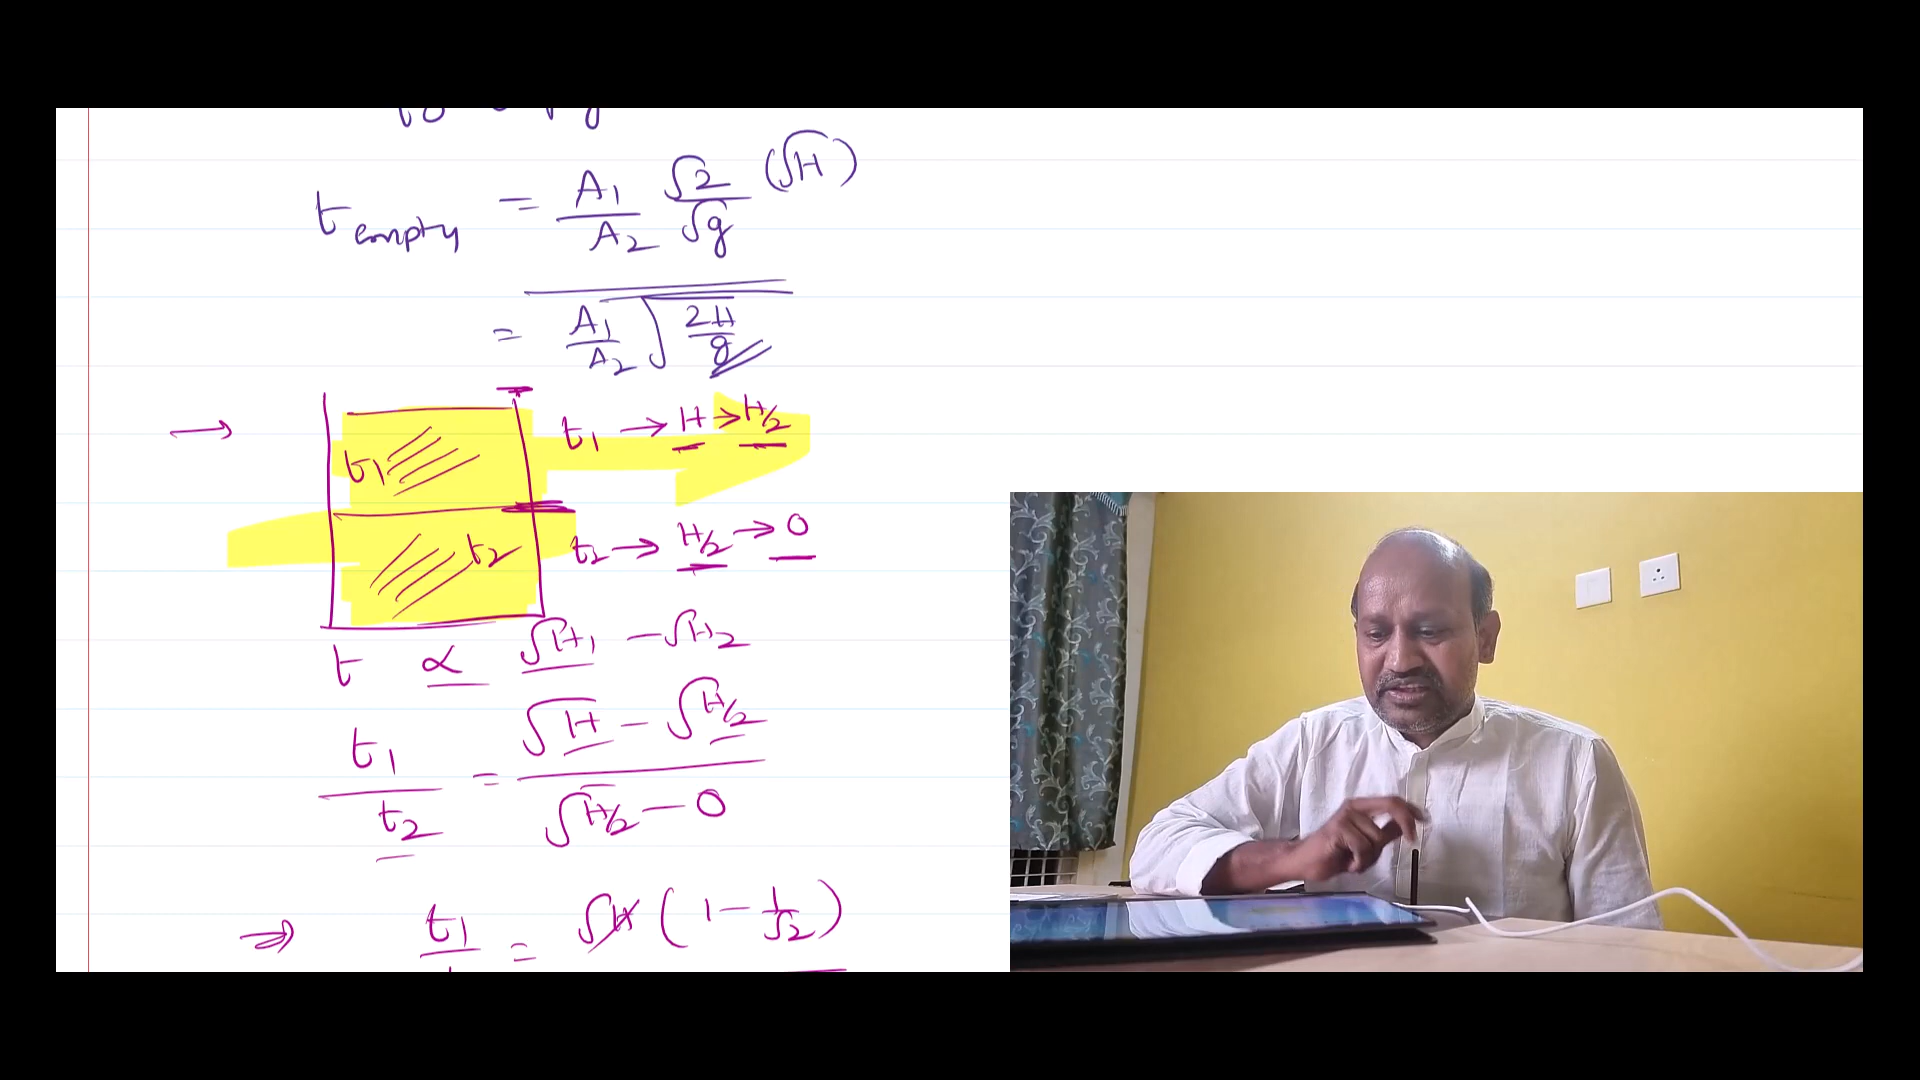 t empty = A₁/A₂ √2/√g (√H)
= A₁/A₂ √(2H/g)
→ t₁ t₁ → H → H/2
t₂ t₂ → H/2 → 0
t ∝ √H₁ - √H₂
t₁/t₂ = (√H - √(H/2))/(√(H/2) - 0)
⇒ t₁ = √H (1 - 1/√2)